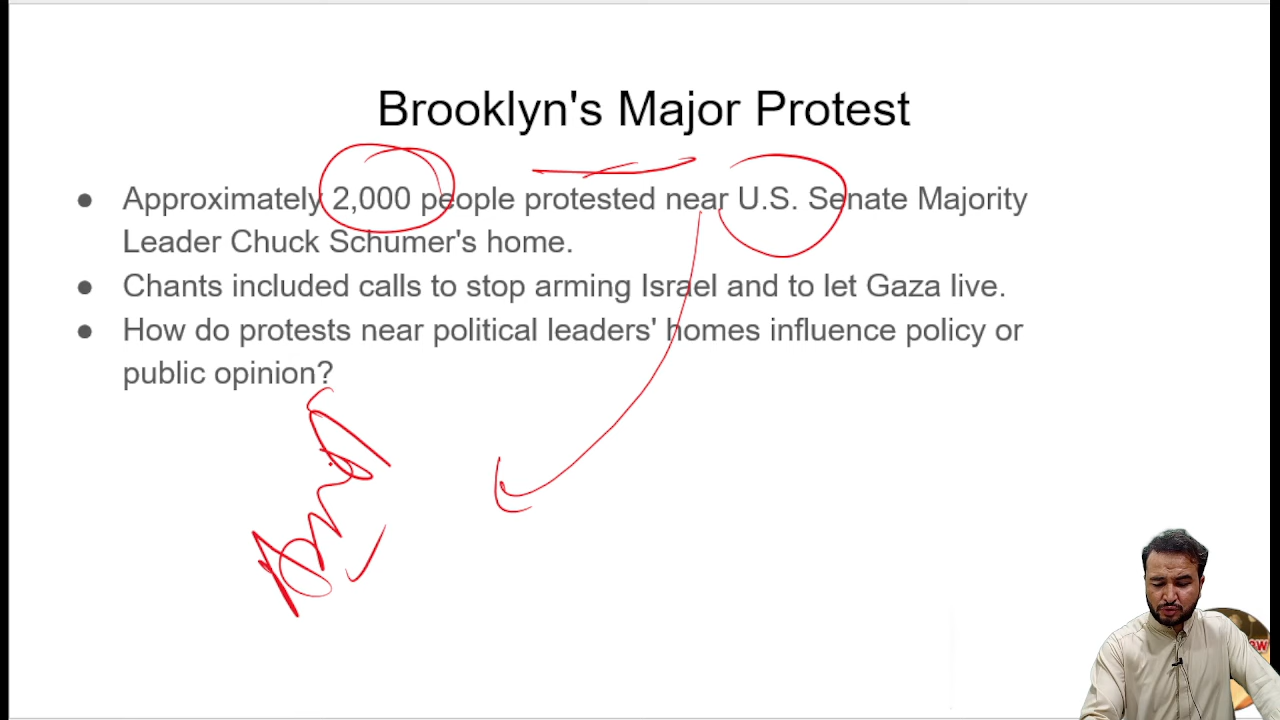 Brooklyn's Major Protest
● Approximately 2,000 people protested near U.S. Senate Majority
Leader Chuck Schumer's home.
● Chants included calls to stop arming Israel and to let Gaza live.
● How do protests near political leaders' homes influence policy or
public opinion?